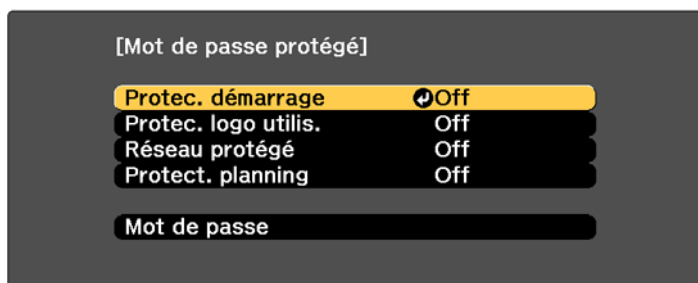 [Mot de passe protégé]
Protec. démarrage Off
Protec. logo utilis. Off
Réseau protégé Off
Protect. planning Off
Mot de passe